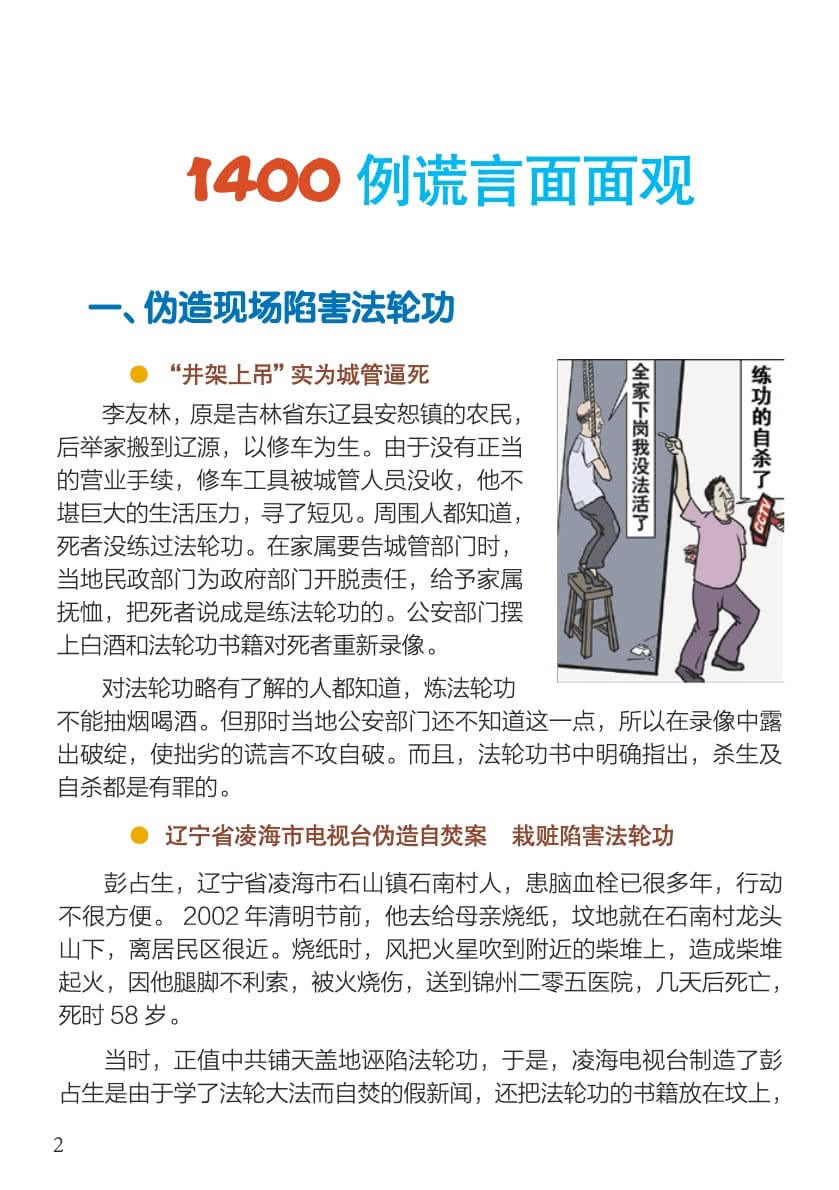 1400 例谎言面面观
一、伪造现场陷害法轮功
● “井架上吊”实为城管逼死
李友林，原是吉林省东辽县安恕镇的农民，
后举家搬到辽源，以修车为生。由于没有正当
的营业手续，修车工具被城管人员没收，他不
堪巨大的生活压力，寻了短见。周围人都知道，
死者没练过法轮功。在家属要告城管部门时，
当地民政部门为政府部门开脱责任，给予家属
抚恤，把死者说成是练法轮功的。公安部门摆
上白酒和法轮功书籍对死者重新录像。
全家下岗我没法活了
练功的自杀了
CCTV
对法轮功略有了解的人都知道，炼法轮功
不能抽烟喝酒。但那时当地公安部门还不知道这一点，所以在录像中露
出破绽，使拙劣的谎言不攻自破。而且，法轮功书中明确指出，杀生及
自杀都是有罪的。
● 辽宁省凌海市电视台伪造自焚案 栽赃陷害法轮功
彭占生，辽宁省凌海市石山镇石南村人，患脑血栓已很多年，行动
不很方便。 2002 年清明节前，他去给母亲烧纸，坟地就在石南村龙头
山下，离居民区很近。烧纸时，风把火星吹到附近的柴堆上，造成柴堆
起火，因他腿脚不利索，被火烧伤，送到锦州二零五医院，几天后死亡，
死时 58 岁。
当时，正值中共铺天盖地诬陷法轮功，于是，凌海电视台制造了彭
占生是由于学了法轮大法而自焚的假新闻，还把法轮功的书籍放在坟上，
2